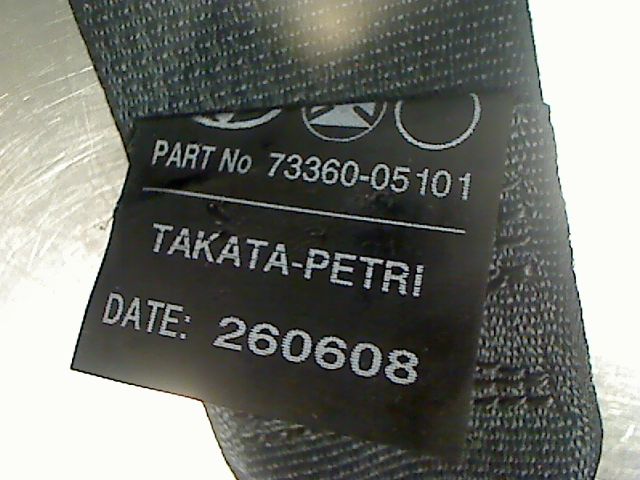 PART No 73360-05101
TAKATA-PETRI
DATE: 260608